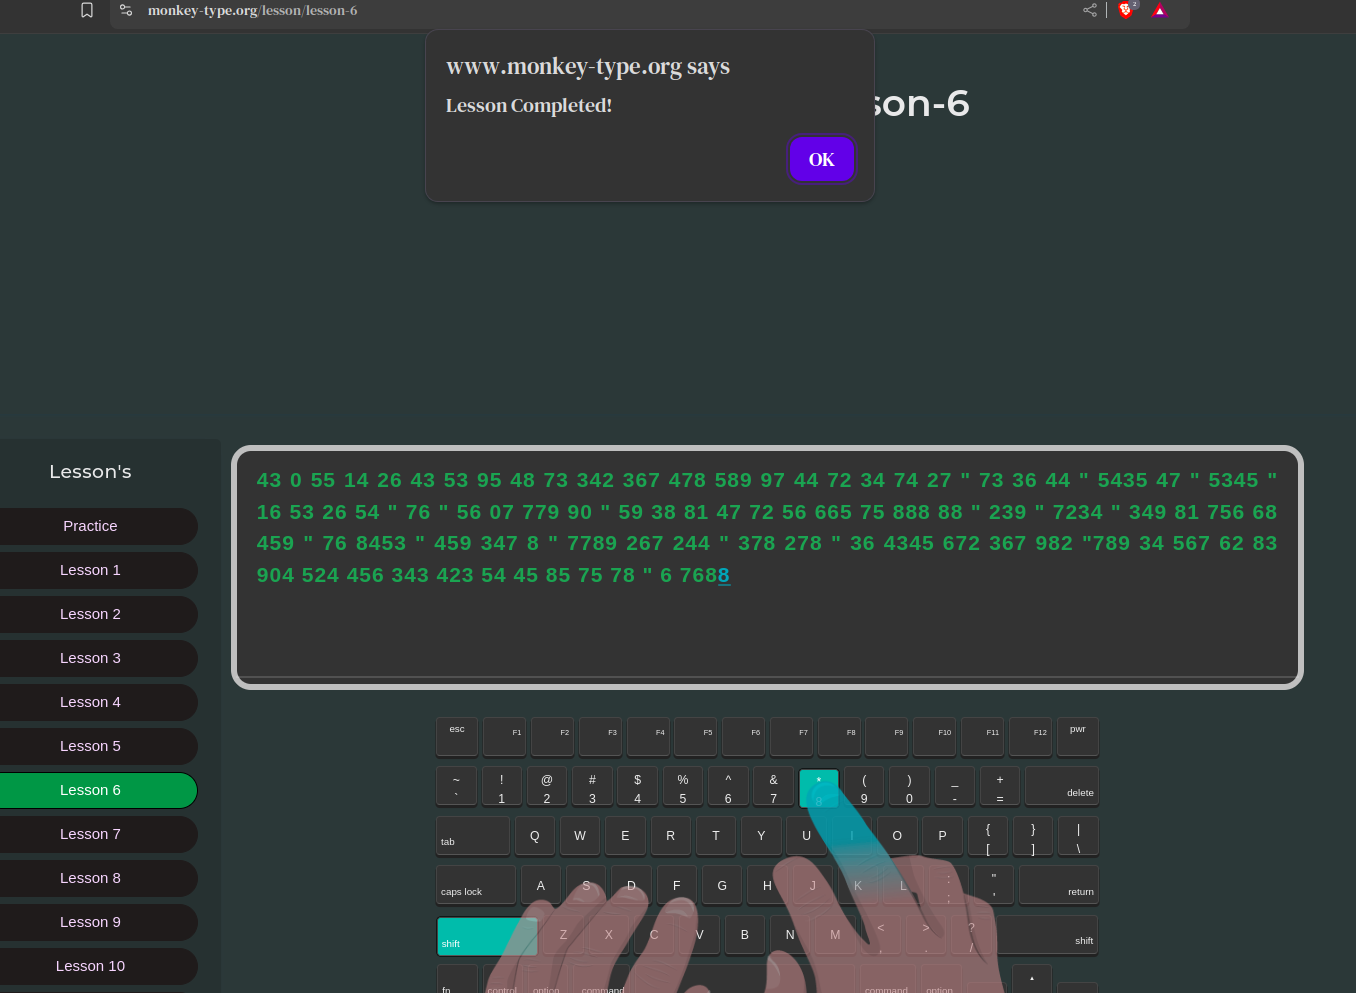 monkey-type.org/lesson/lesson-6
2
www.monkey-type.org says
Lesson Completed!
OK
son-6
Lesson's
Practice
Lesson 1
Lesson 2
Lesson 3
Lesson 4
Lesson 5
Lesson 6
Lesson 7
Lesson 8
Lesson 9
Lesson 10
43 0 55 14 26 43 53 95 48 73 342 367 478 589 97 44 72 34 74 27 " 73 36 44 " 5435 47 " 5345 "
16 53 26 54 " 76 " 56 07 779 90 " 59 38 81 47 72 56 665 75 888 88 " 239 " 7234 " 349 81 756 68
459 " 76 8453 " 459 347 8 " 7789 267 244 " 378 278 " 36 4345 672 367 982 "789 34 567 62 83
904 524 456 343 423 54 45 85 75 78 " 6 7688
esc F1 F2 F3 F4 F5 F6 F7 F8 F9 F10 F11 F12 pwr
~ ! @ # $ % ^ & * ( ) _ +
` 1 2 3 4 5 6 7 8 9 0 - = delete
tab Q W E R T Y U I O P { } |
[ ] \
caps lock A S D F G H J K L : " return
; '
shift Z X C V B N M < > ? shift
, . /
fn control option command command option ▲